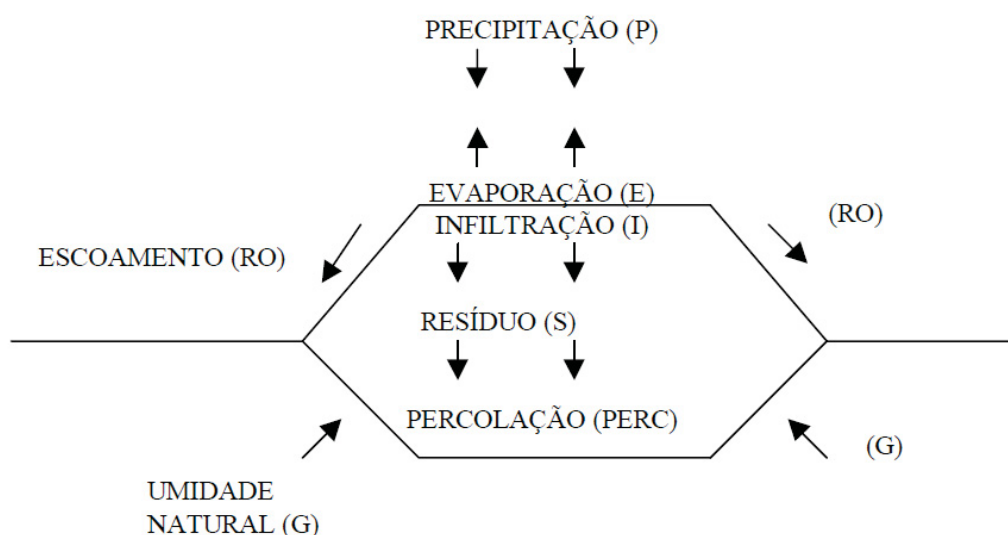 PRECIPITAÇÃO (P)
EVAPORAÇÃO (E)
(RO)
INFILTRAÇÃO (I)
ESCOAMENTO (RO)
RESÍDUO (S)
PERCOLAÇÃO (PERC)
(G)
UMIDADE
NATURAL (G)